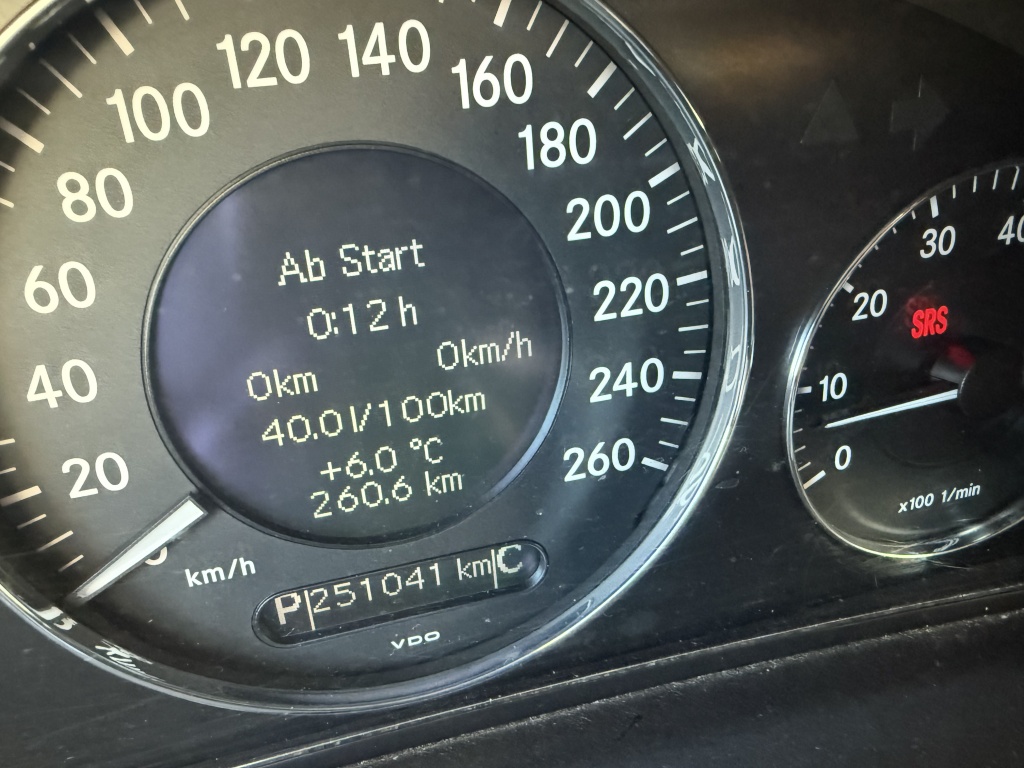 120 140
100 160
80 180
60 200
40 220
20 240
260
km/h
Ab Start
0:12 h
0km 0km/h
40.0l/100km
+6.0 °C
260.6 km
P 251041 km C
VDO
30 40
20
10
0
SRS
x100 1/min